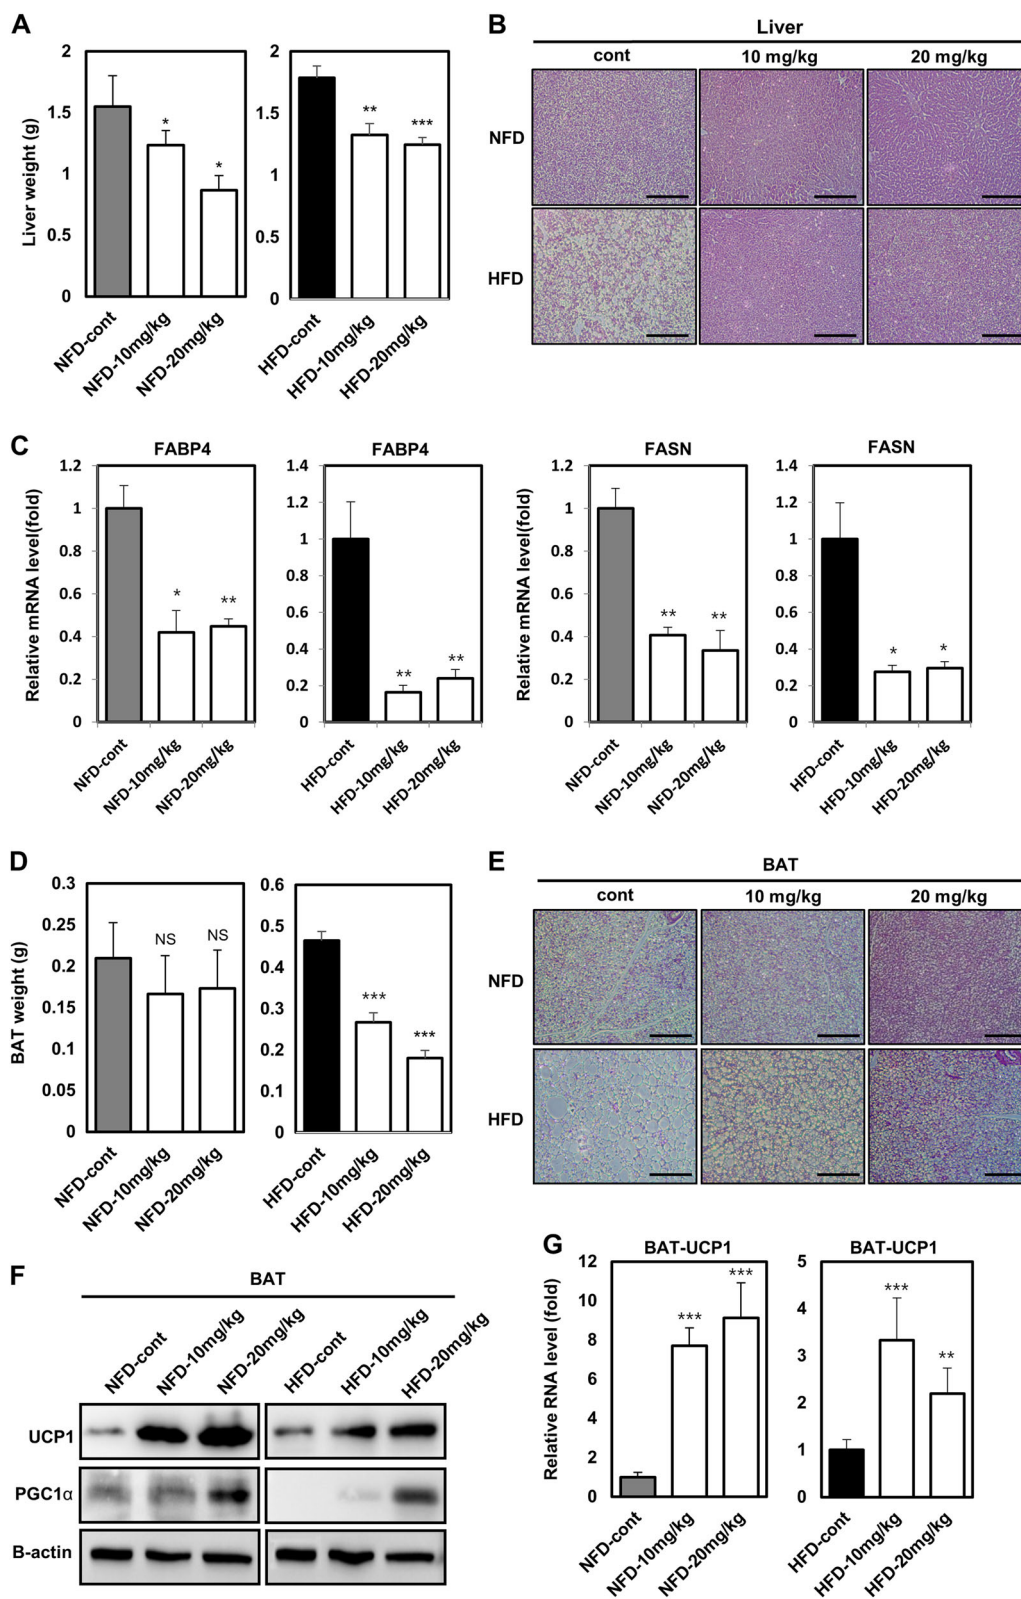 A
B
Liver
cont
10 mg/kg
20 mg/kg
Liver weight (g)
2
1.5
1
0.5
0
2
1.5
1
0.5
0
*
*
**
***
NFD-cont
NFD-10mg/kg
NFD-20mg/kg
HFD-cont
HFD-10mg/kg
HFD-20mg/kg
NFD
HFD
C
FABP4
FABP4
FASN
FASN
Relative mRNA level(fold)
1.2
1
0.8
0.6
0.4
0.2
0
*
**
NFD-cont
NFD-10mg/kg
NFD-20mg/kg
1.4
1.2
1
0.8
0.6
0.4
0.2
0
**
**
HFD-cont
HFD-10mg/kg
HFD-20mg/kg
Relative mRNA level(fold)
1.2
1
0.8
0.6
0.4
0.2
0
**
**
NFD-cont
NFD-10mg/kg
NFD-20mg/kg
1.4
1.2
1
0.8
0.6
0.4
0.2
0
*
*
HFD-cont
HFD-10mg/kg
HFD-20mg/kg
D
BAT weight (g)
0.3
0.25
0.2
0.15
0.1
0.05
0
NS
NS
NFD-cont
NFD-10mg/kg
NFD-20mg/kg
0.6
0.5
0.4
0.3
0.2
0.1
0
***
***
HFD-cont
HFD-10mg/kg
HFD-20mg/kg
E
BAT
cont
10 mg/kg
20 mg/kg
NFD
HFD
F
BAT
NFD-cont
NFD-10mg/kg
NFD-20mg/kg
HFD-cont
HFD-10mg/kg
HFD-20mg/kg
UCP1
PGC1α
B-actin
G
BAT-UCP1
BAT-UCP1
Relative RNA level (fold)
12
10
8
6
4
2
0
***
***
NFD-cont
NFD-10mg/kg
NFD-20mg/kg
5
4
3
2
1
0
***
**
HFD-cont
HFD-10mg/kg
HFD-20mg/kg